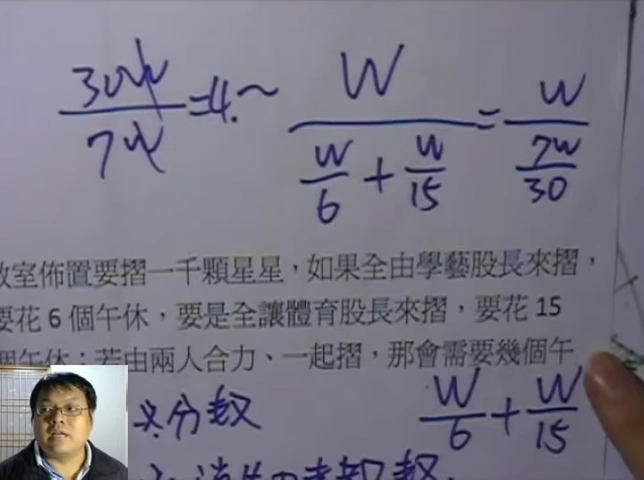 30W/7W =4.~ W/(W/6 + W/15) = W/(7W/30)
教室佈置要摺一千顆星星，如果全由學藝股長來摺，
要花 6 個午休，要是全讓體育股長來摺，要花 15
個午休；若由兩人合力、一起摺，那會需要幾個午
分數
W/6 + W/15